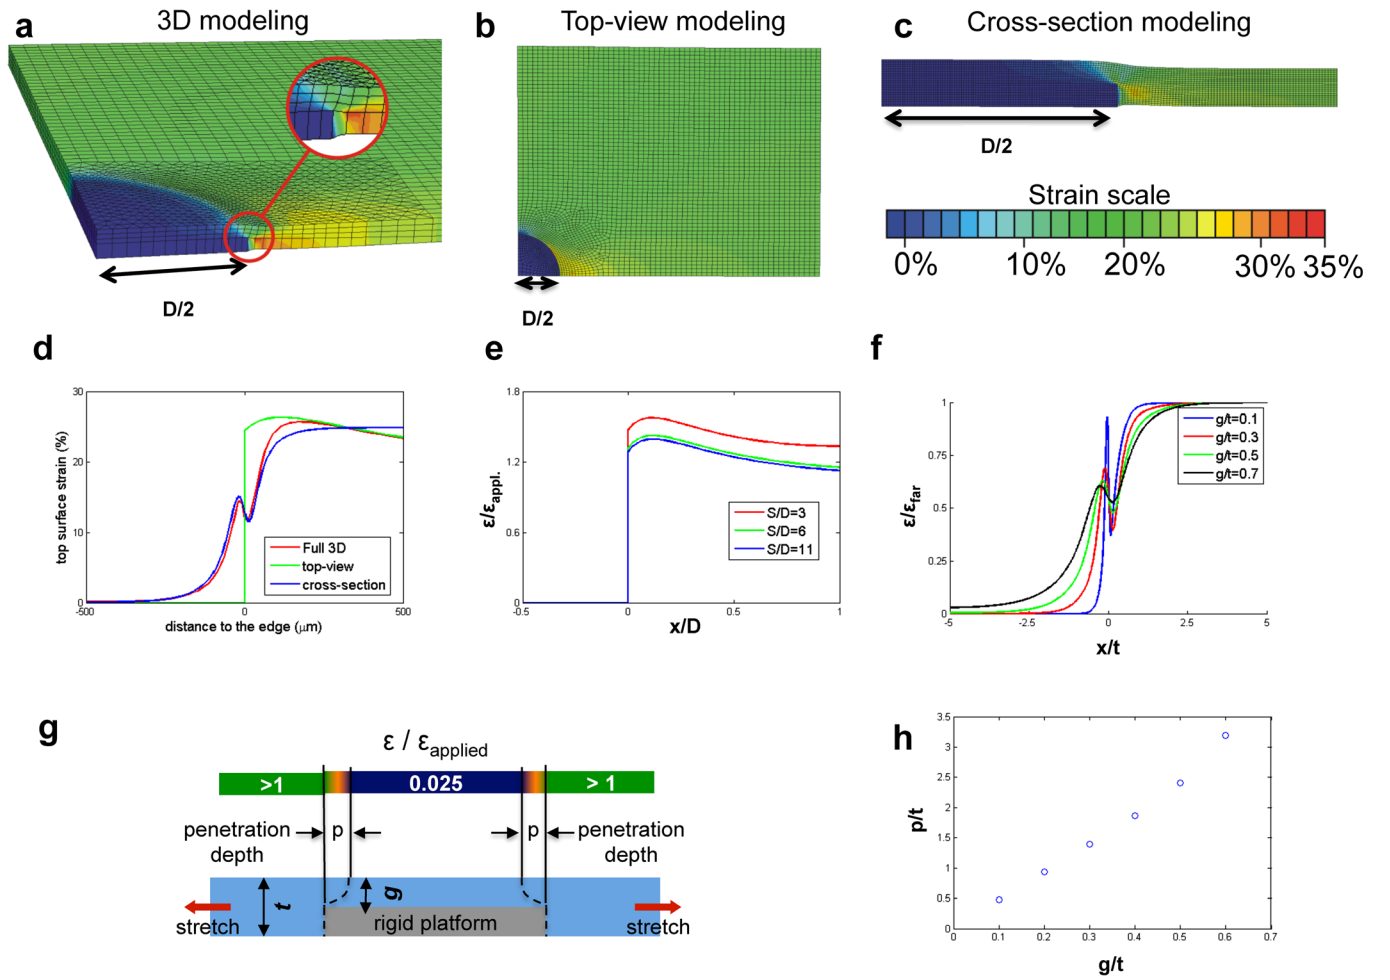 a 3D modeling
D/2
b Top-view modeling
D/2
c Cross-section modeling
D/2
Strain scale
0% 10% 20% 30% 35%
d
30
20
10
0
-500 0 500
top surface strain (%)
distance to the edge (μm)
Full 3D
top-view
cross-section
e
1.8
1.2
0.6
0
-0.5 0 0.5 1
ε/εappl.
x/D
S/D=3
S/D=6
S/D=11
f
1
0.75
0.5
0.25
0
-5 -2.5 0 2.5 5
ε/εfar
x/t
g/t=0.1
g/t=0.3
g/t=0.5
g/t=0.7
g
ε / εapplied
>1 0.025 > 1
penetration depth
p p
penetration depth
t g
rigid platform
stretch stretch
h
3.5
3
2.5
2
1.5
1
0.5
0
0 0.1 0.2 0.3 0.4 0.5 0.6 0.7
p/t
g/t